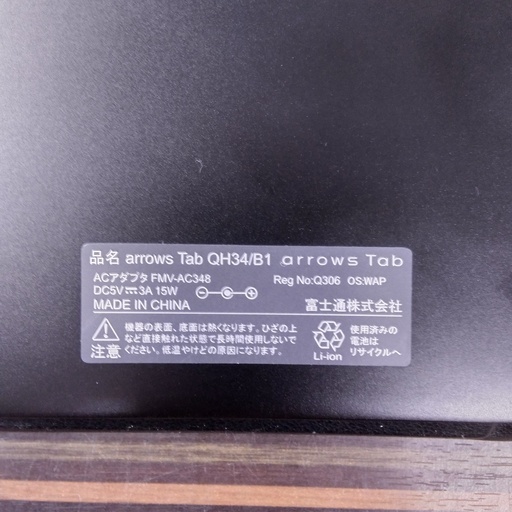 品名 arrows Tab QH34/B1 arrows Tab
ACアダプタ FMV-AC348 Reg No:Q306 OS:WAP
DC5V 3A 15W
MADE IN CHINA 富士通株式会社
注意
機器の表面、底面は熱くなります。ひざの上
など直接触れた状態で長時間使用しないで
ください。低温やけどの原因になります。
Li-ion
使用済みの
電池は
リサイクルへ